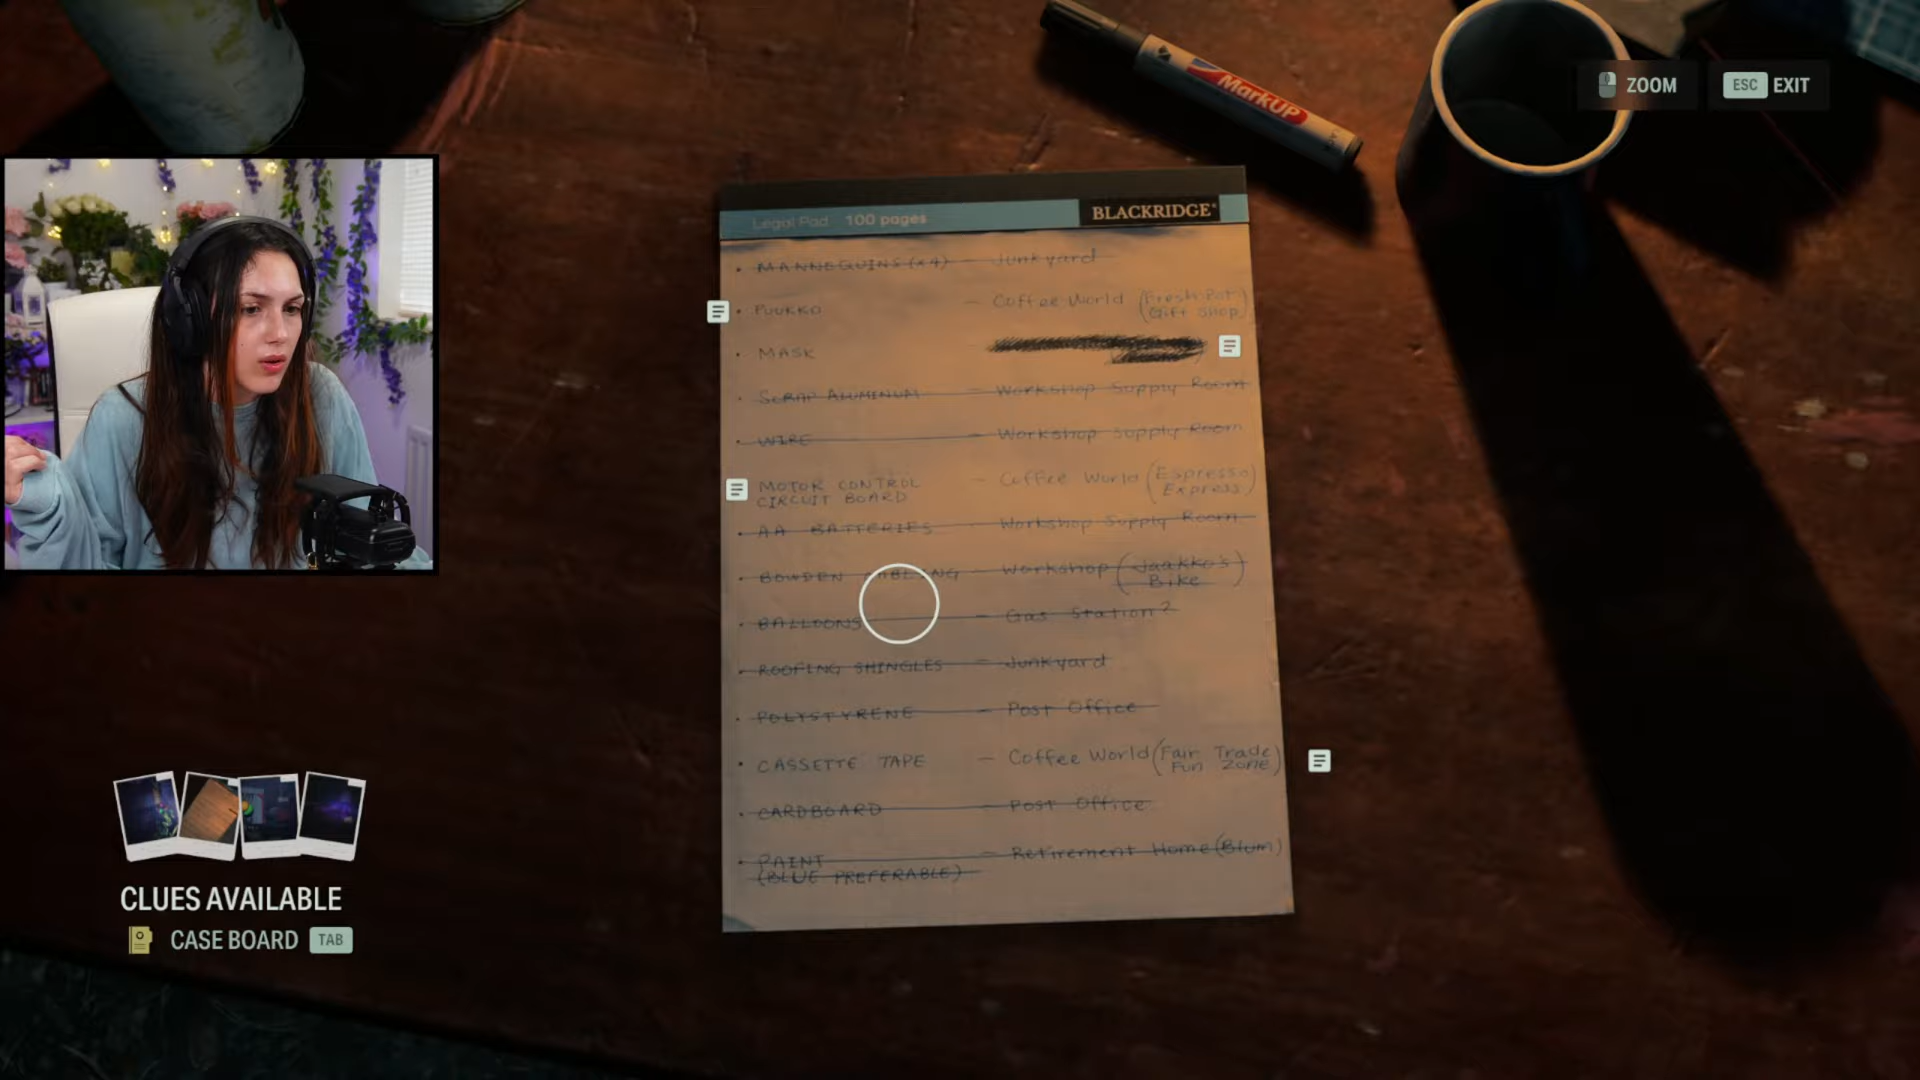 MarkUP
ZOOM
ESC EXIT
Legal Pad 100 pages BLACKRIDGE
• MANNEQUINS (x4) – Junkyard
• PUUKKO – Coffee World (Fresh Pot
Gift Shop)
• MASK
• SCRAP ALUMINUM – Workshop Supply Room
• WIRE – Workshop Supply Room
• MOTOR CONTROL – Coffee World (Espresso
CIRCUIT BOARD Express)
• AA BATTERIES – Workshop Supply Room
• BOWDEN CABLING – Workshop (Jaakko's
Bike)
• BALLOONS – Gas Station?
• ROOFING SHINGLES – Junkyard
• POLYSTYRENE – Post Office
• CASSETTE TAPE – Coffee World (Fair Trade
Fun Zone)
• CARDBOARD – Post Office
• PAINT – Retirement Home (Blum)
(BLUE PREFERABLE)
CLUES AVAILABLE
CASE BOARD TAB